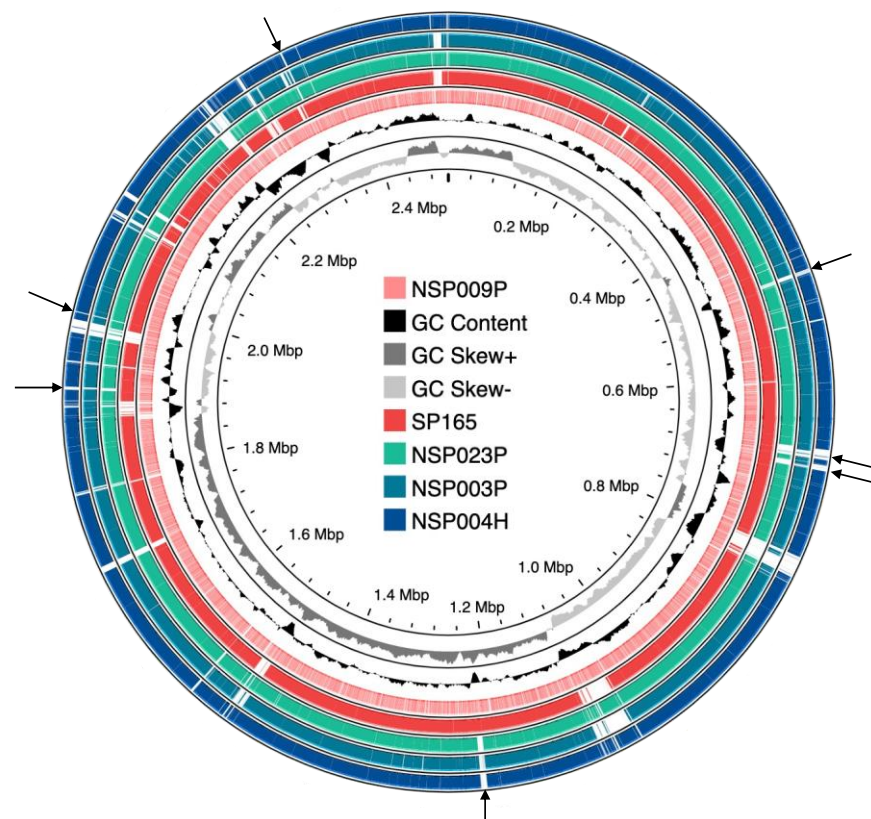 2.4 Mbp
0.2 Mbp
2.2 Mbp
0.4 Mbp
2.0 Mbp
0.6 Mbp
1.8 Mbp
0.8 Mbp
1.6 Mbp
1.0 Mbp
1.4 Mbp
1.2 Mbp
NSP009P
GC Content
GC Skew+
GC Skew-
SP165
NSP023P
NSP003P
NSP004H